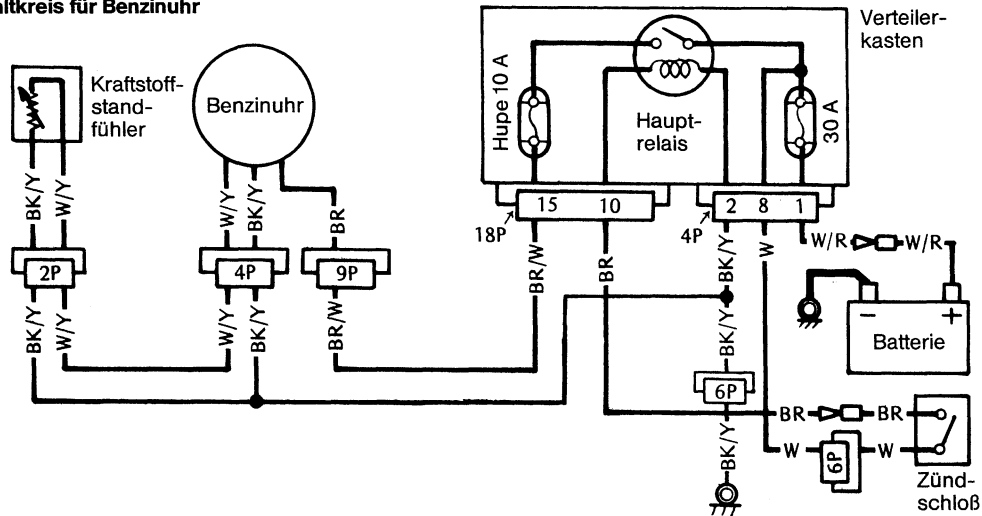 ltkreis für Benzinuhr
Kraftstoff-
stand-
fühler
Benzinuhr
Verteiler-
kasten
Hupe 10 A
Haupt-
relais
30 A
15 10
18P
2 8 1
4P
BK/Y
W/Y
W/Y
BK/Y
BR
2P
4P
9P
BK/Y
W/Y
W/Y
BK/Y
BR/W
BR/W
BR
BK/Y
W
W/R
W/R
− +
Batterie
BK/Y
6P
BK/Y
BR
BR
W
6P
W
Zünd-
schloß